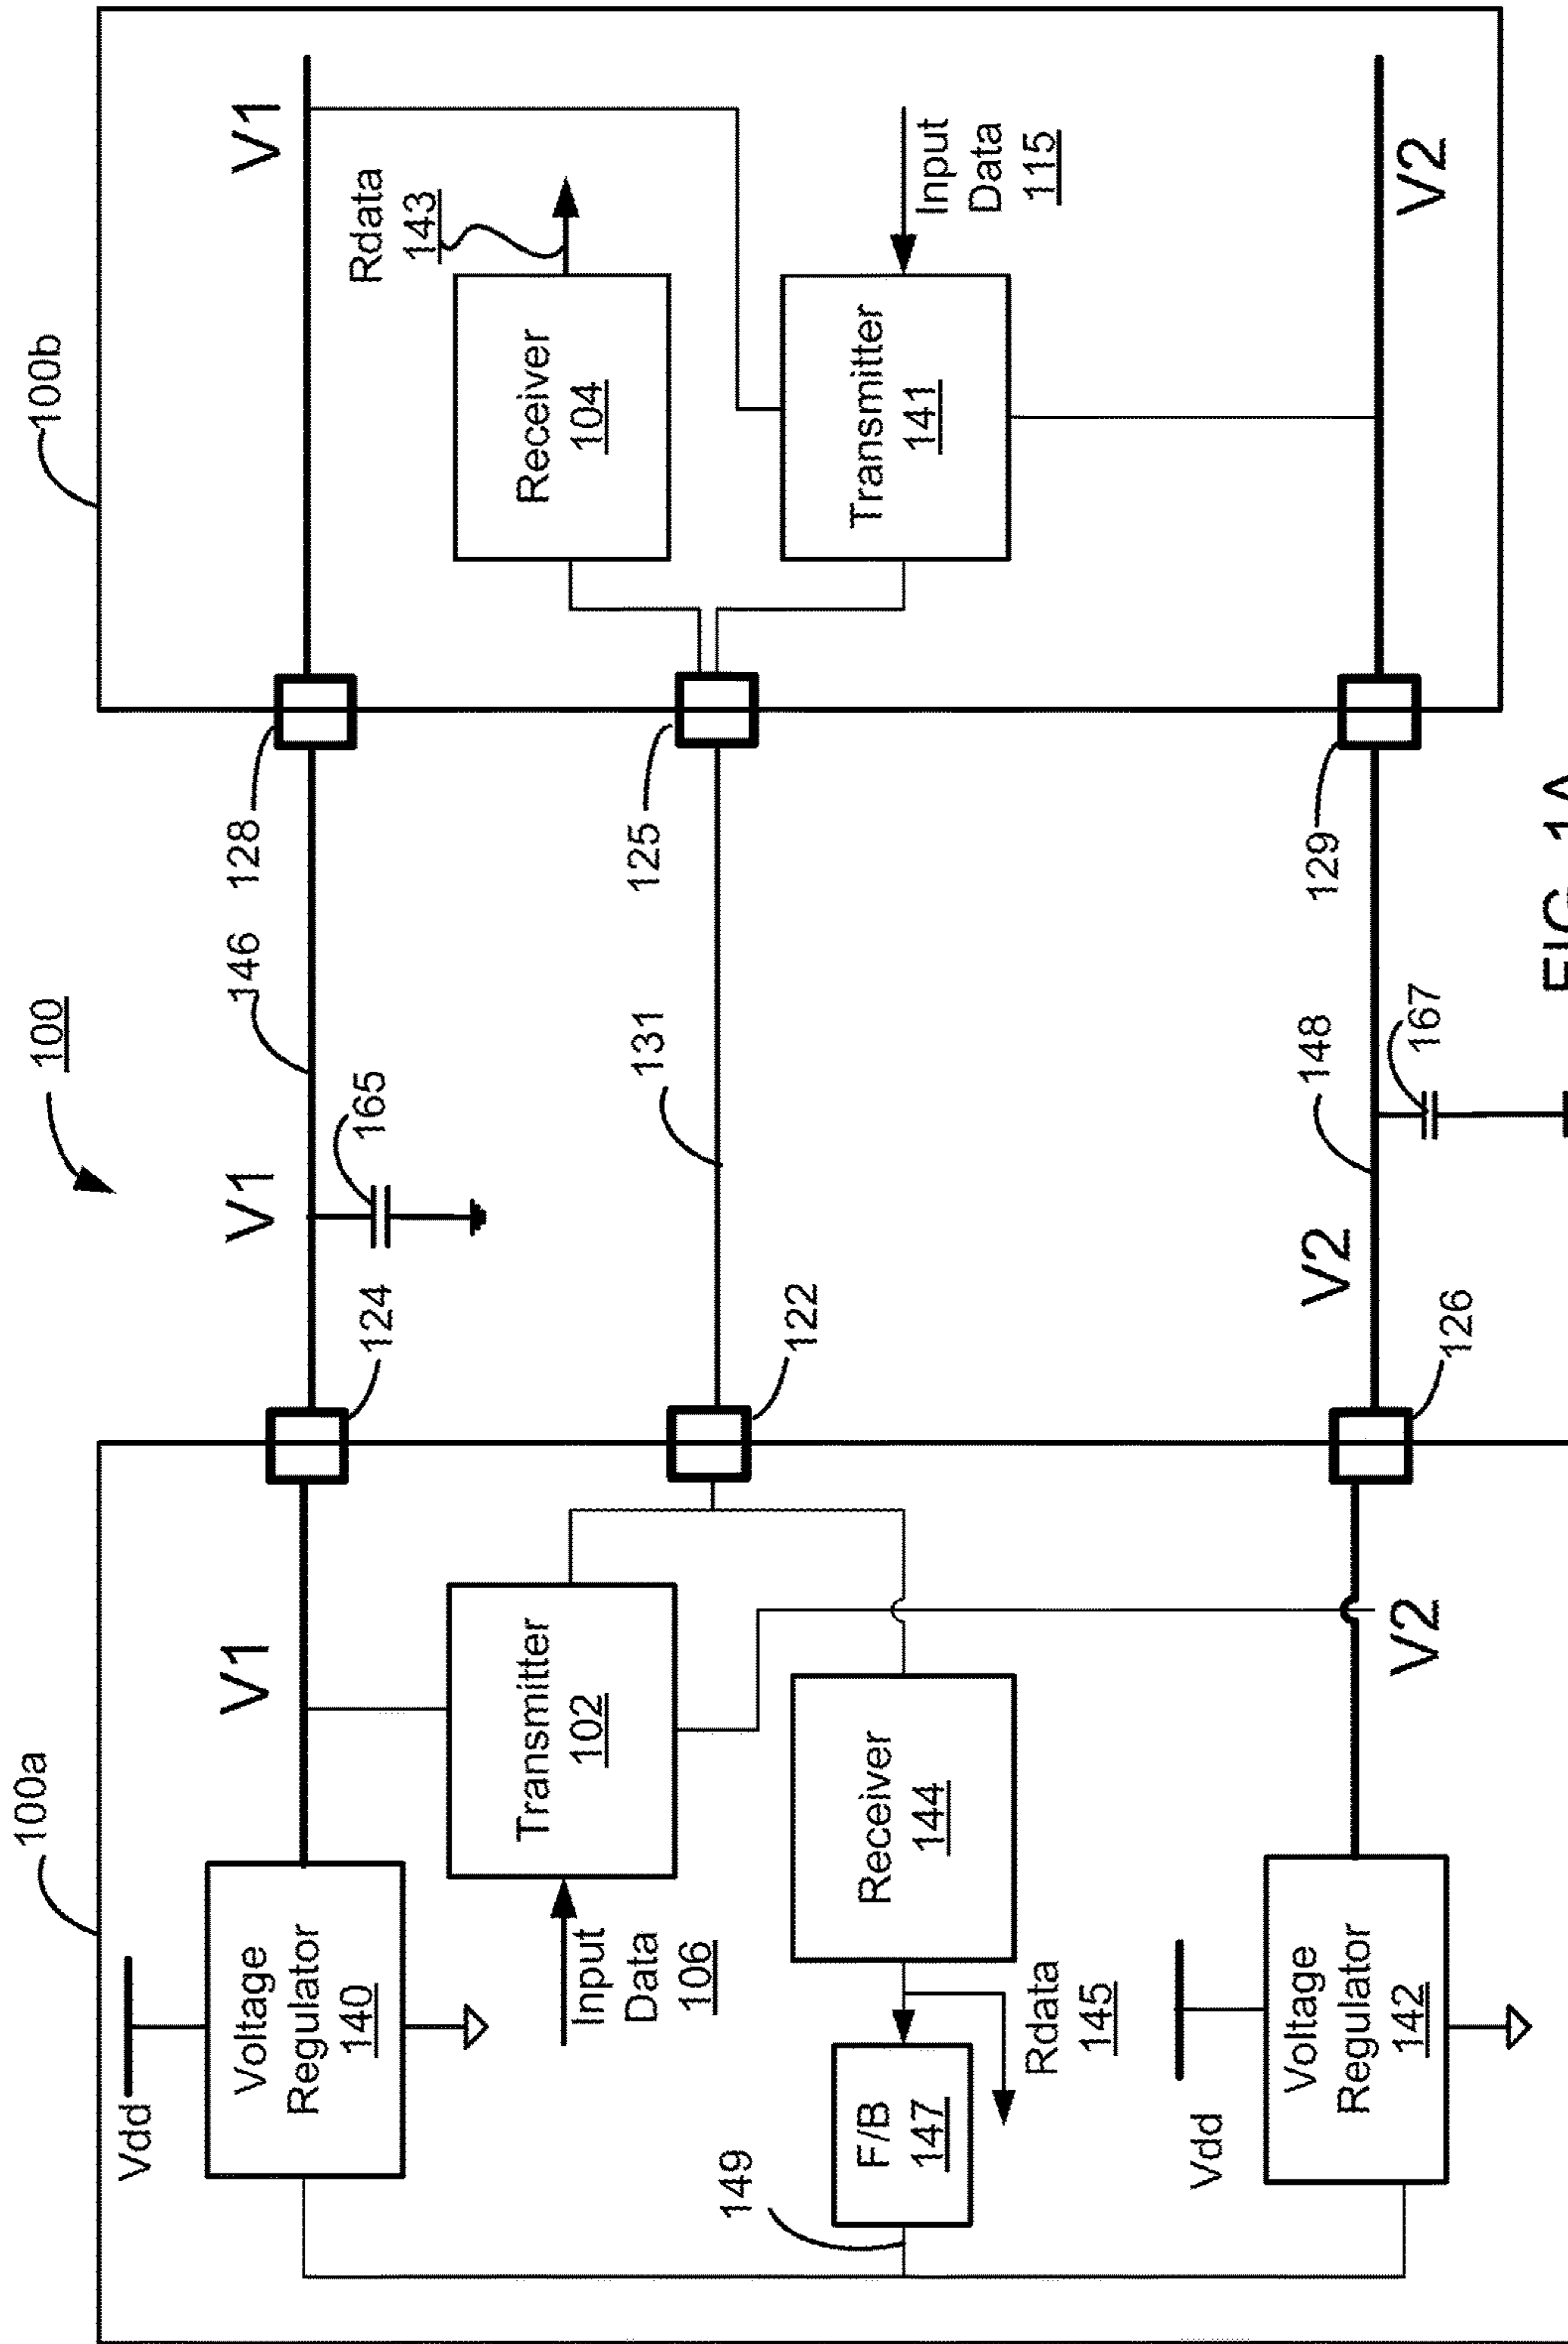 100
100a
100b
Vdd
Voltage
Regulator
140
V1
124
V1
165
146
128
V1
Input
Data
106
Transmitter
102
122
131
125
Receiver
104
Rdata
143
149
F/B
147
Rdata
145
Receiver
144
Transmitter
141
Input
Data
115
Vdd
Voltage
Regulator
142
V2
126
V2
148
167
129
V2
FIG. 1A